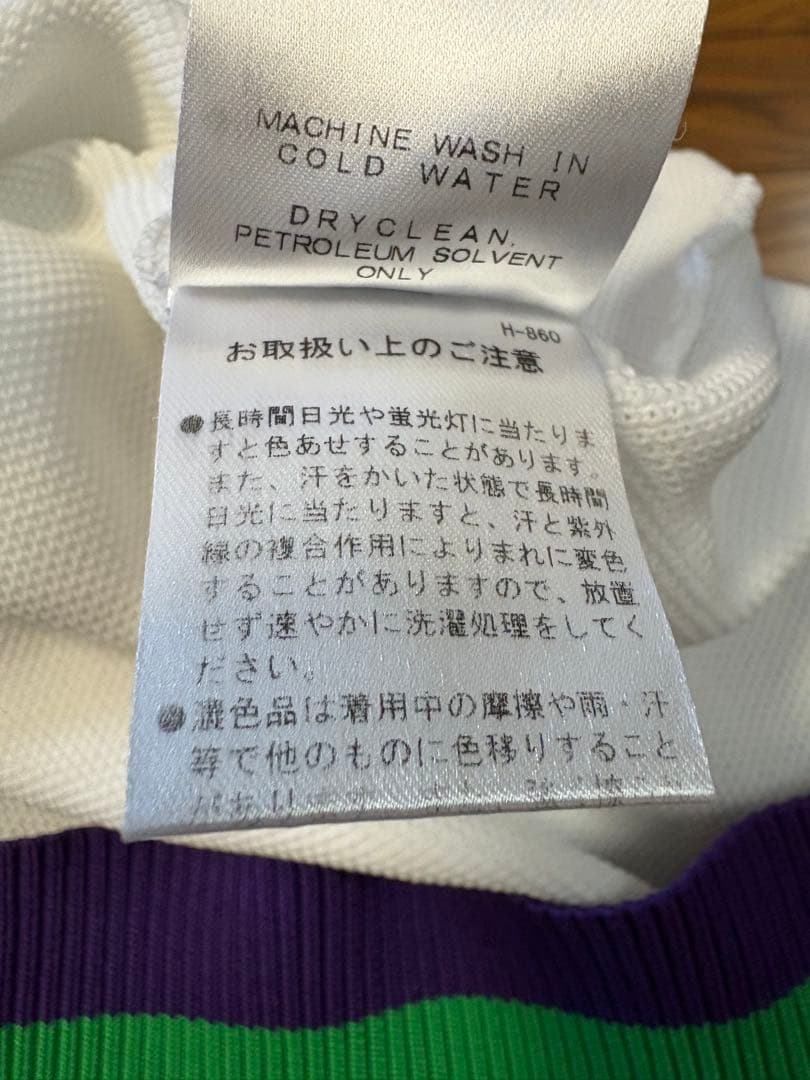 MACHINE WASH IN
COLD WATER
DRYCLEAN.
PETROLEUM SOLVENT
ONLY
H-860
お取扱い上のご注意
●長時間日光や蛍光灯に当たりま
すと色あせすることがあります。
また、汗をかいた状態で長時間
日光に当たりますと、汗と紫外
線の複合作用によりまれに変色
することがありますので、放置
せず速やかに洗濯処理をしてく
ださい。
●濃色品は着用中の摩擦や雨・汗
等で他のものに色移りすること
があります